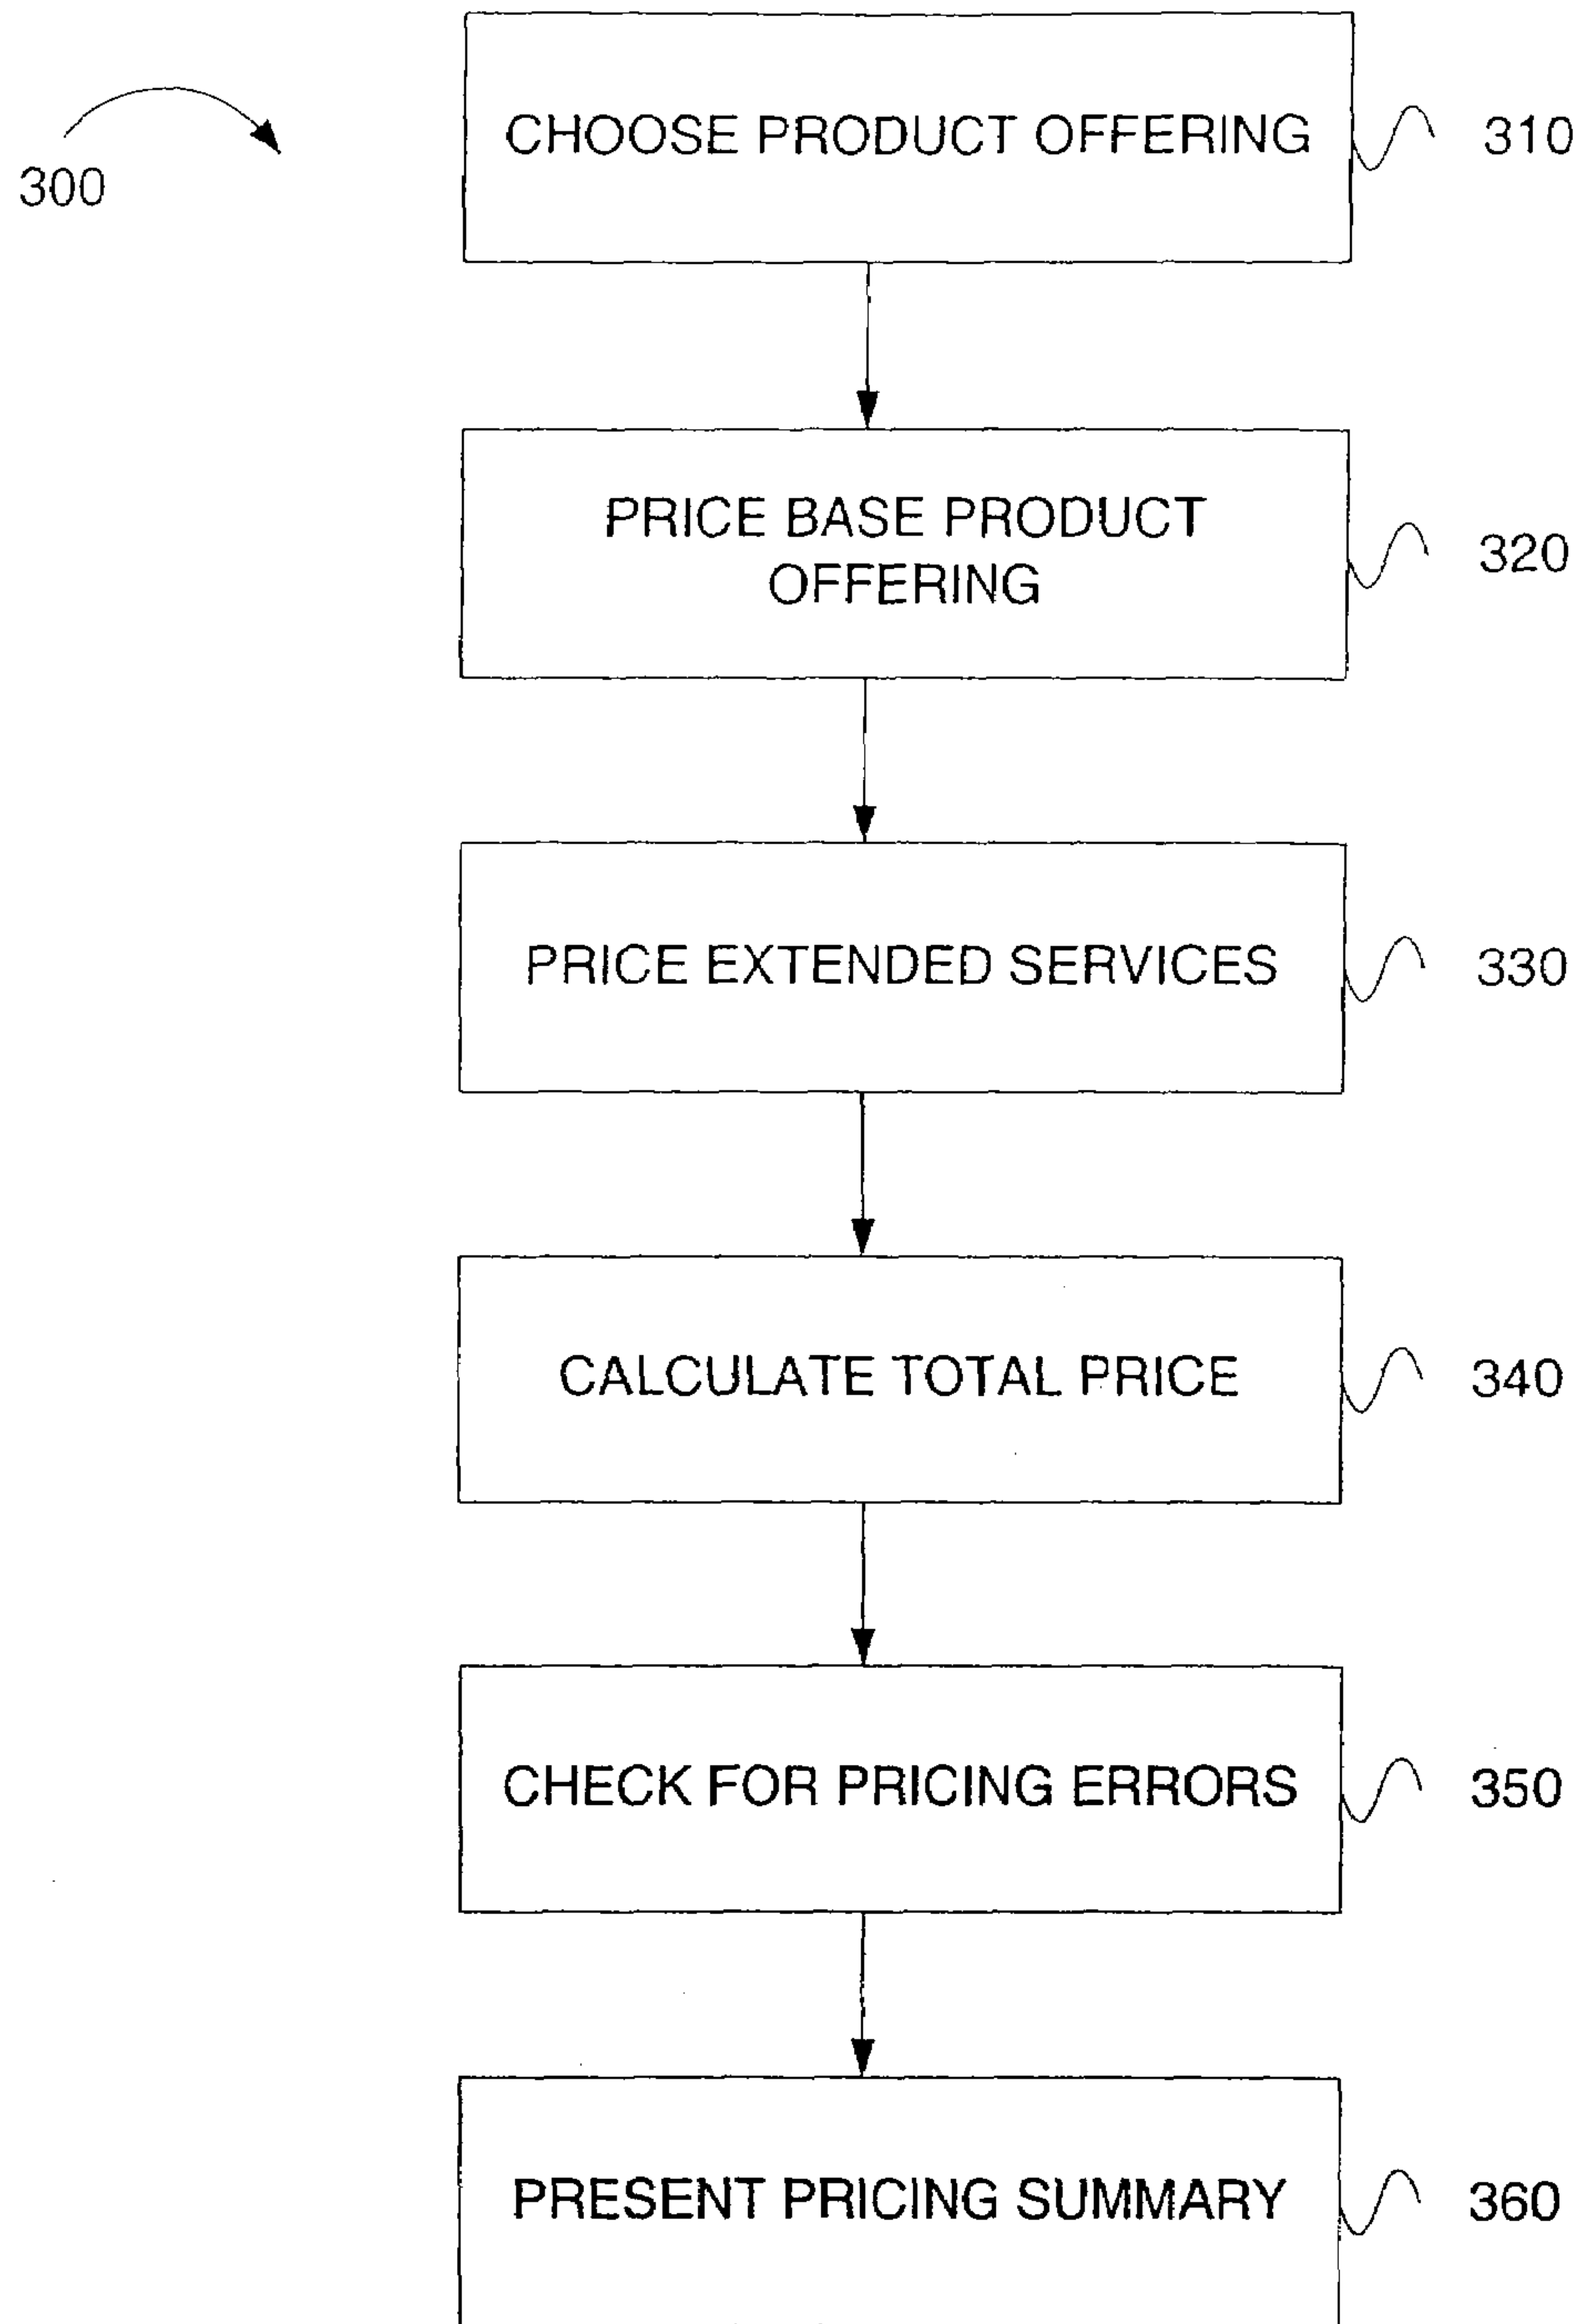 300
CHOOSE PRODUCT OFFERING
310
PRICE BASE PRODUCT
OFFERING
320
PRICE EXTENDED SERVICES
330
CALCULATE TOTAL PRICE
340
CHECK FOR PRICING ERRORS
350
PRESENT PRICING SUMMARY
360